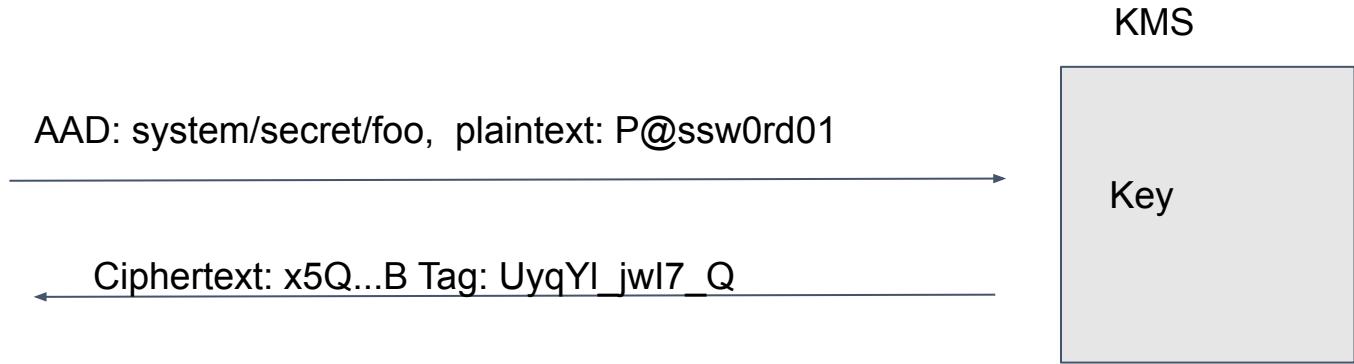 KMS
AAD: system/secret/foo, plaintext: P@ssw0rd01
Key
Ciphertext: x5Q...B Tag: UyqYl_jwI7_Q